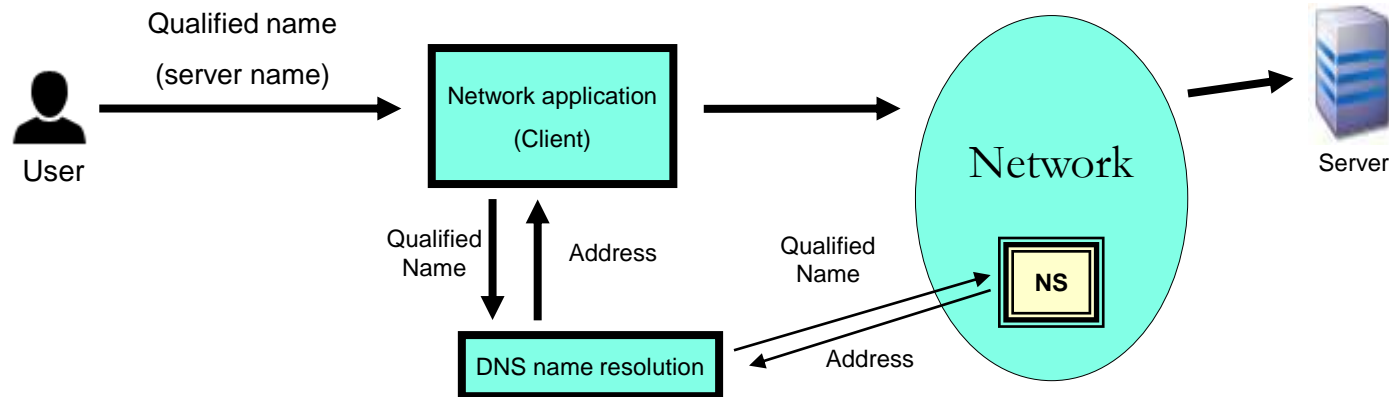 Qualified name
(server name)
User
Network application
(Client)
Network
Server
Qualified
Name
Address
Qualified
Name
NS
Address
DNS name resolution